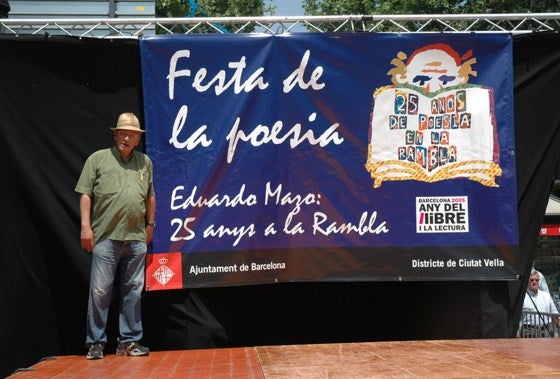 Festa de
la poesia
Eduardo Mazo:
25 anys a la Rambla
25 AÑOS
DE POESIA
EN LA
RAMBLA
BARCELONA 2005
ANY DEL
llIBRE
I LA LECTURA
Ajuntament de Barcelona
Districte de Ciutat Vella